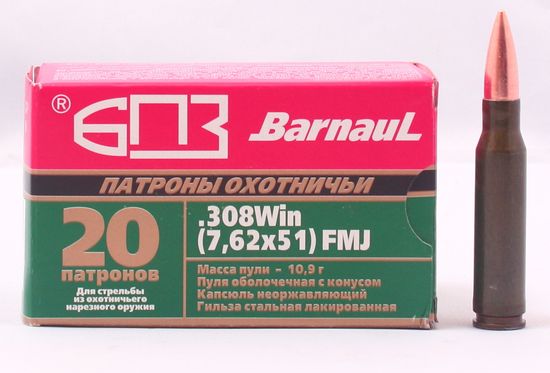 ® БПЗ Barnaul
ПАТРОНЫ ОХОТНИЧЬИ
20
патронов
Для стрельбы
из охотничьего
нарезного оружия
.308Win
(7,62x51) FMJ
Масса пули – 10,9 г
Пуля оболочечная с конусом
Капсюль неоржавляющий
Гильза стальная лакированная